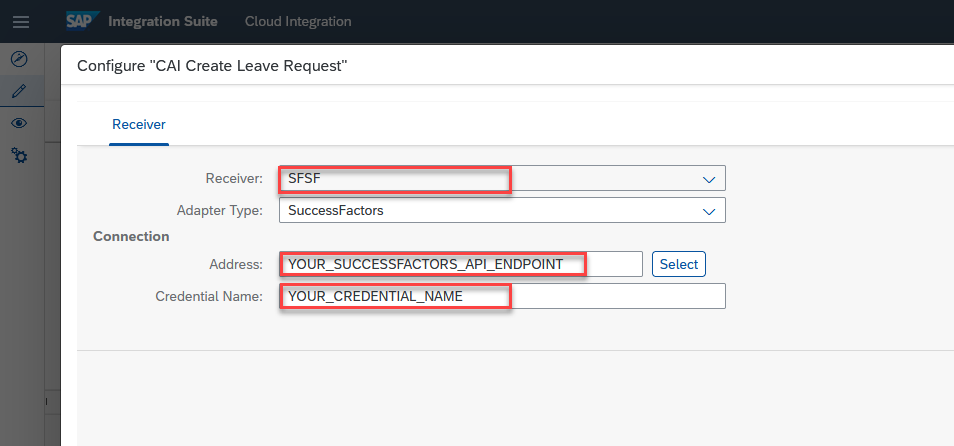 SAP Integration Suite Cloud Integration
Configure "CAI Create Leave Request"
Receiver
Receiver: SFSF
Adapter Type: SuccessFactors
Connection
Address: YOUR_SUCCESSFACTORS_API_ENDPOINT Select
Credential Name: YOUR_CREDENTIAL_NAME